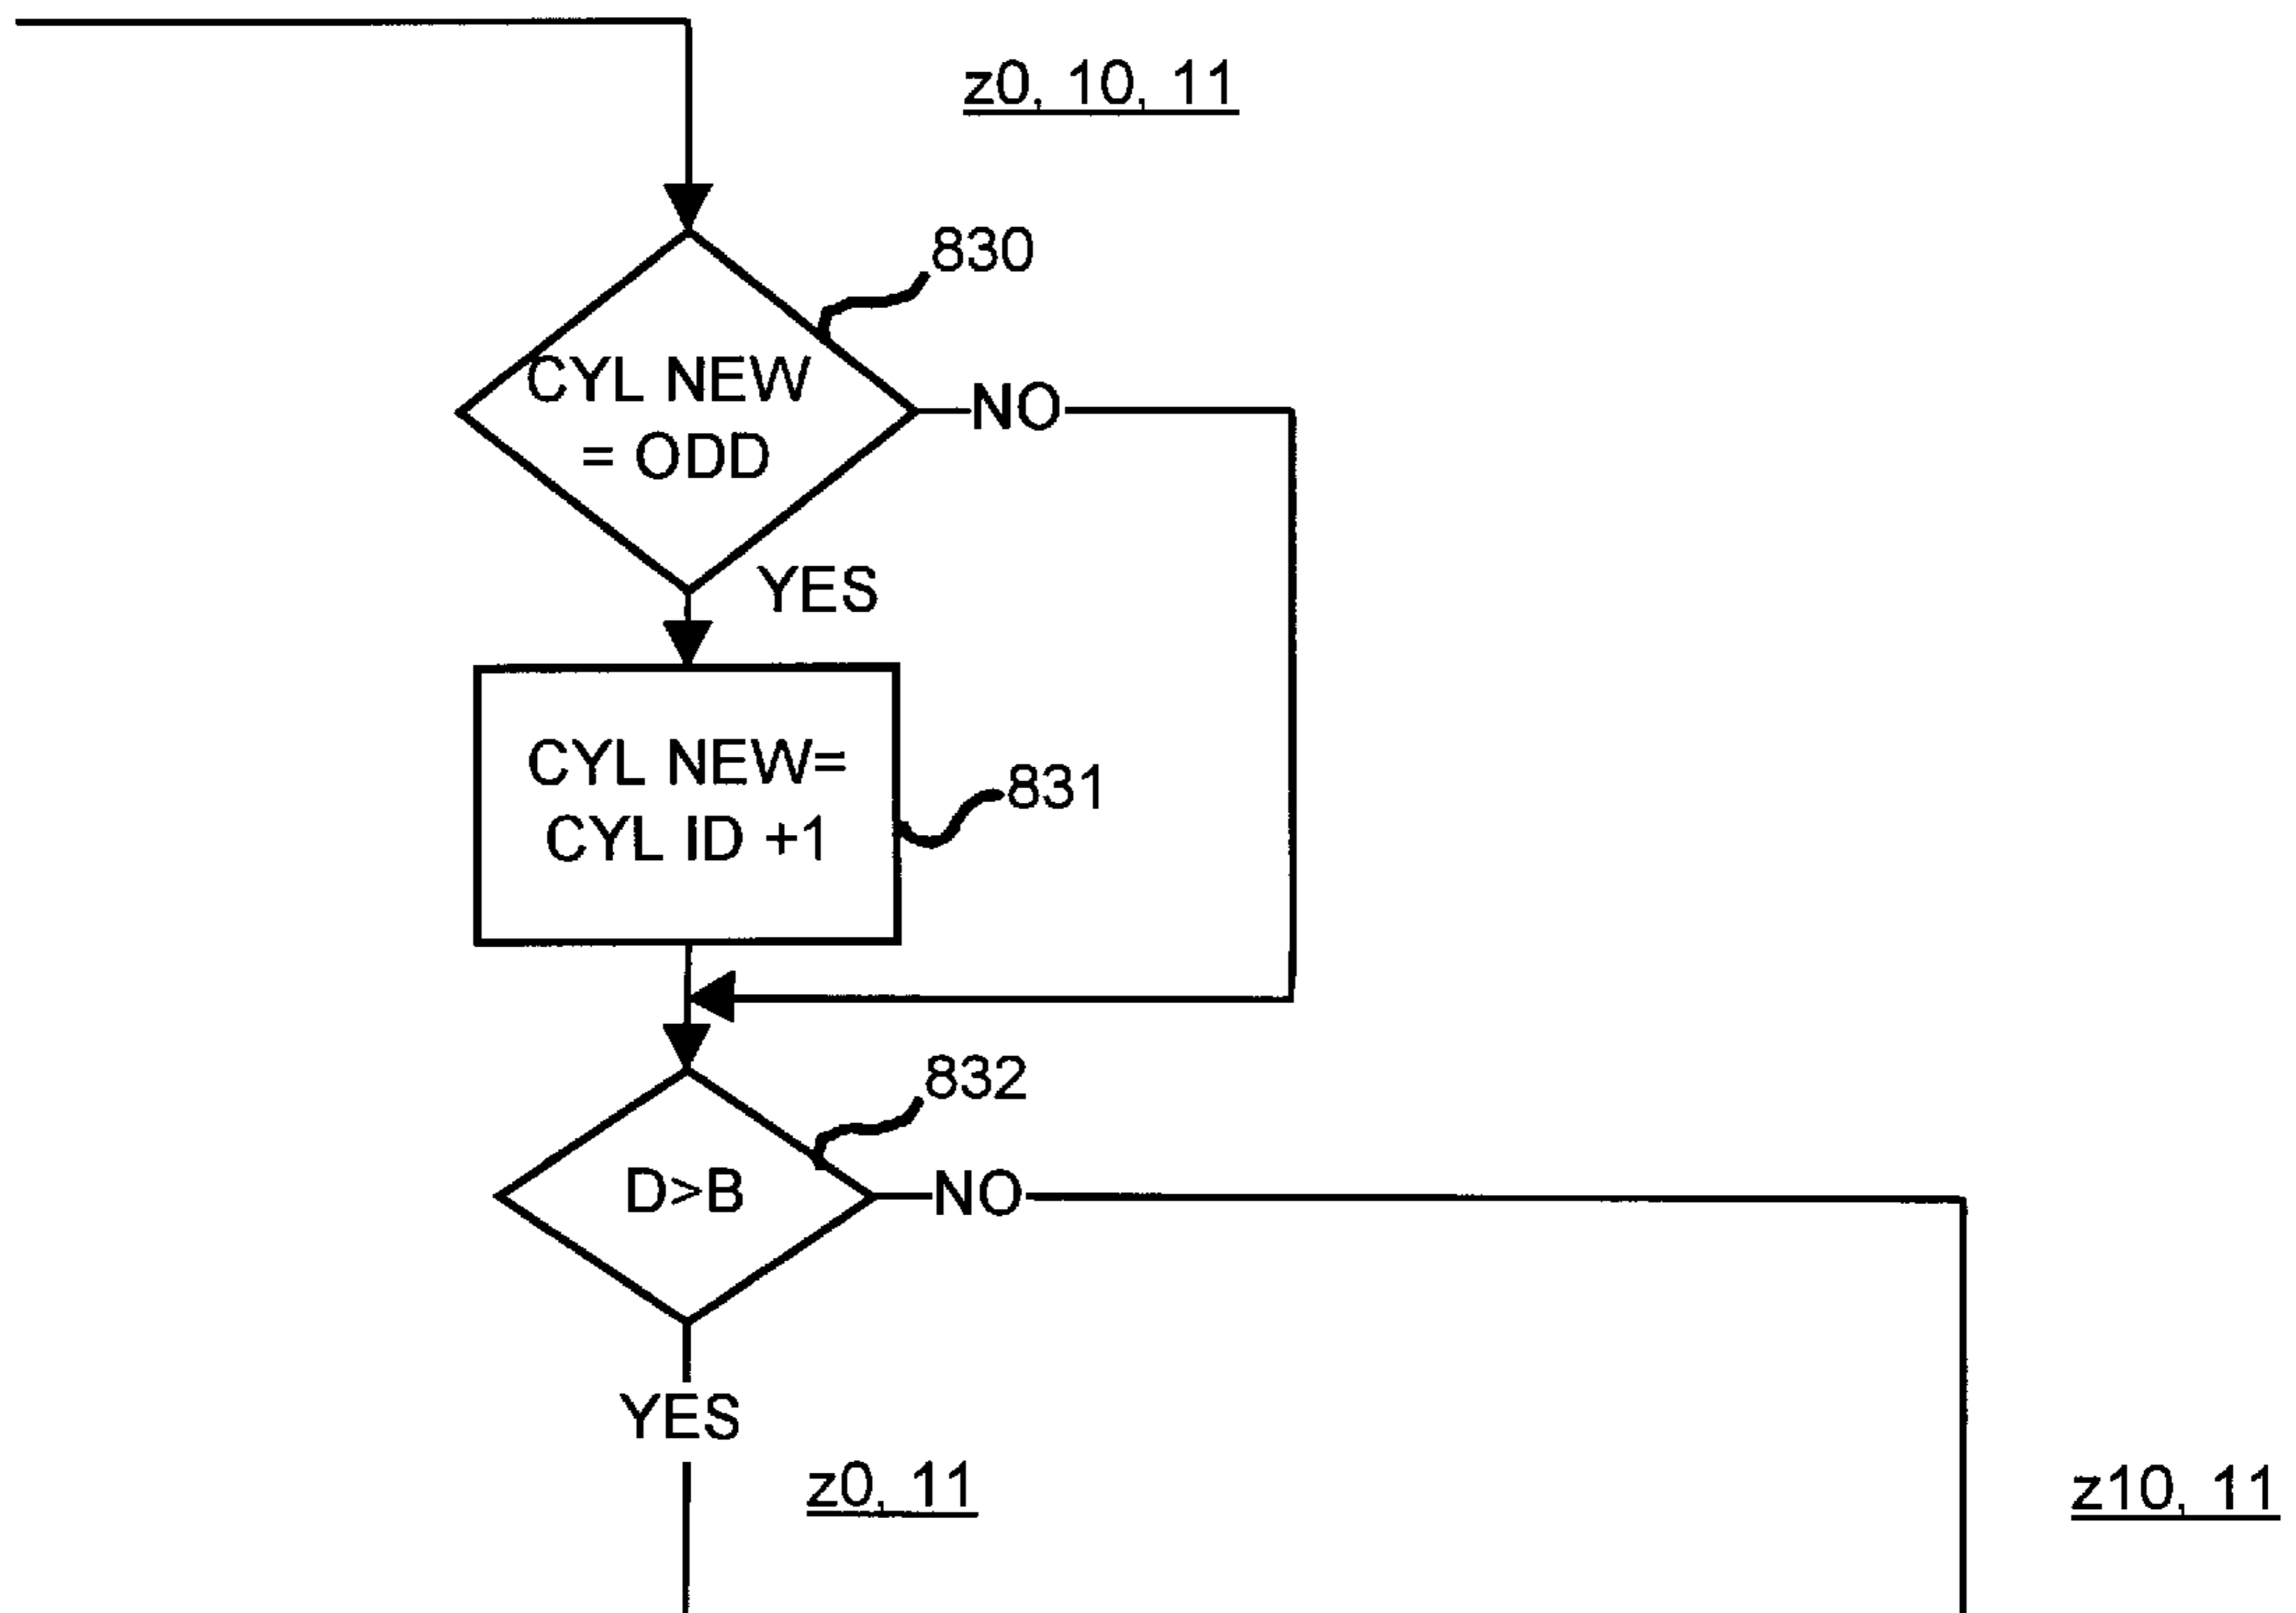 z0, 10, 11
830
CYL NEW
= ODD
NO
YES
CYL NEW=
CYL ID +1
831
832
D>B
NO
YES
z0, 11
z10, 11